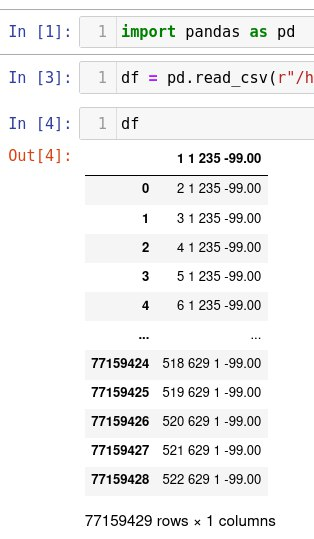 In [1]: 1 import pandas as pd
In [3]: 1 df = pd.read_csv(r"/h
In [4]: 1 df
Out[4]:
1 1 235 -99.00
0 2 1 235 -99.00
1 3 1 235 -99.00
2 4 1 235 -99.00
3 5 1 235 -99.00
4 6 1 235 -99.00
... ...
77159424 518 629 1 -99.00
77159425 519 629 1 -99.00
77159426 520 629 1 -99.00
77159427 521 629 1 -99.00
77159428 522 629 1 -99.00
77159429 rows × 1 columns